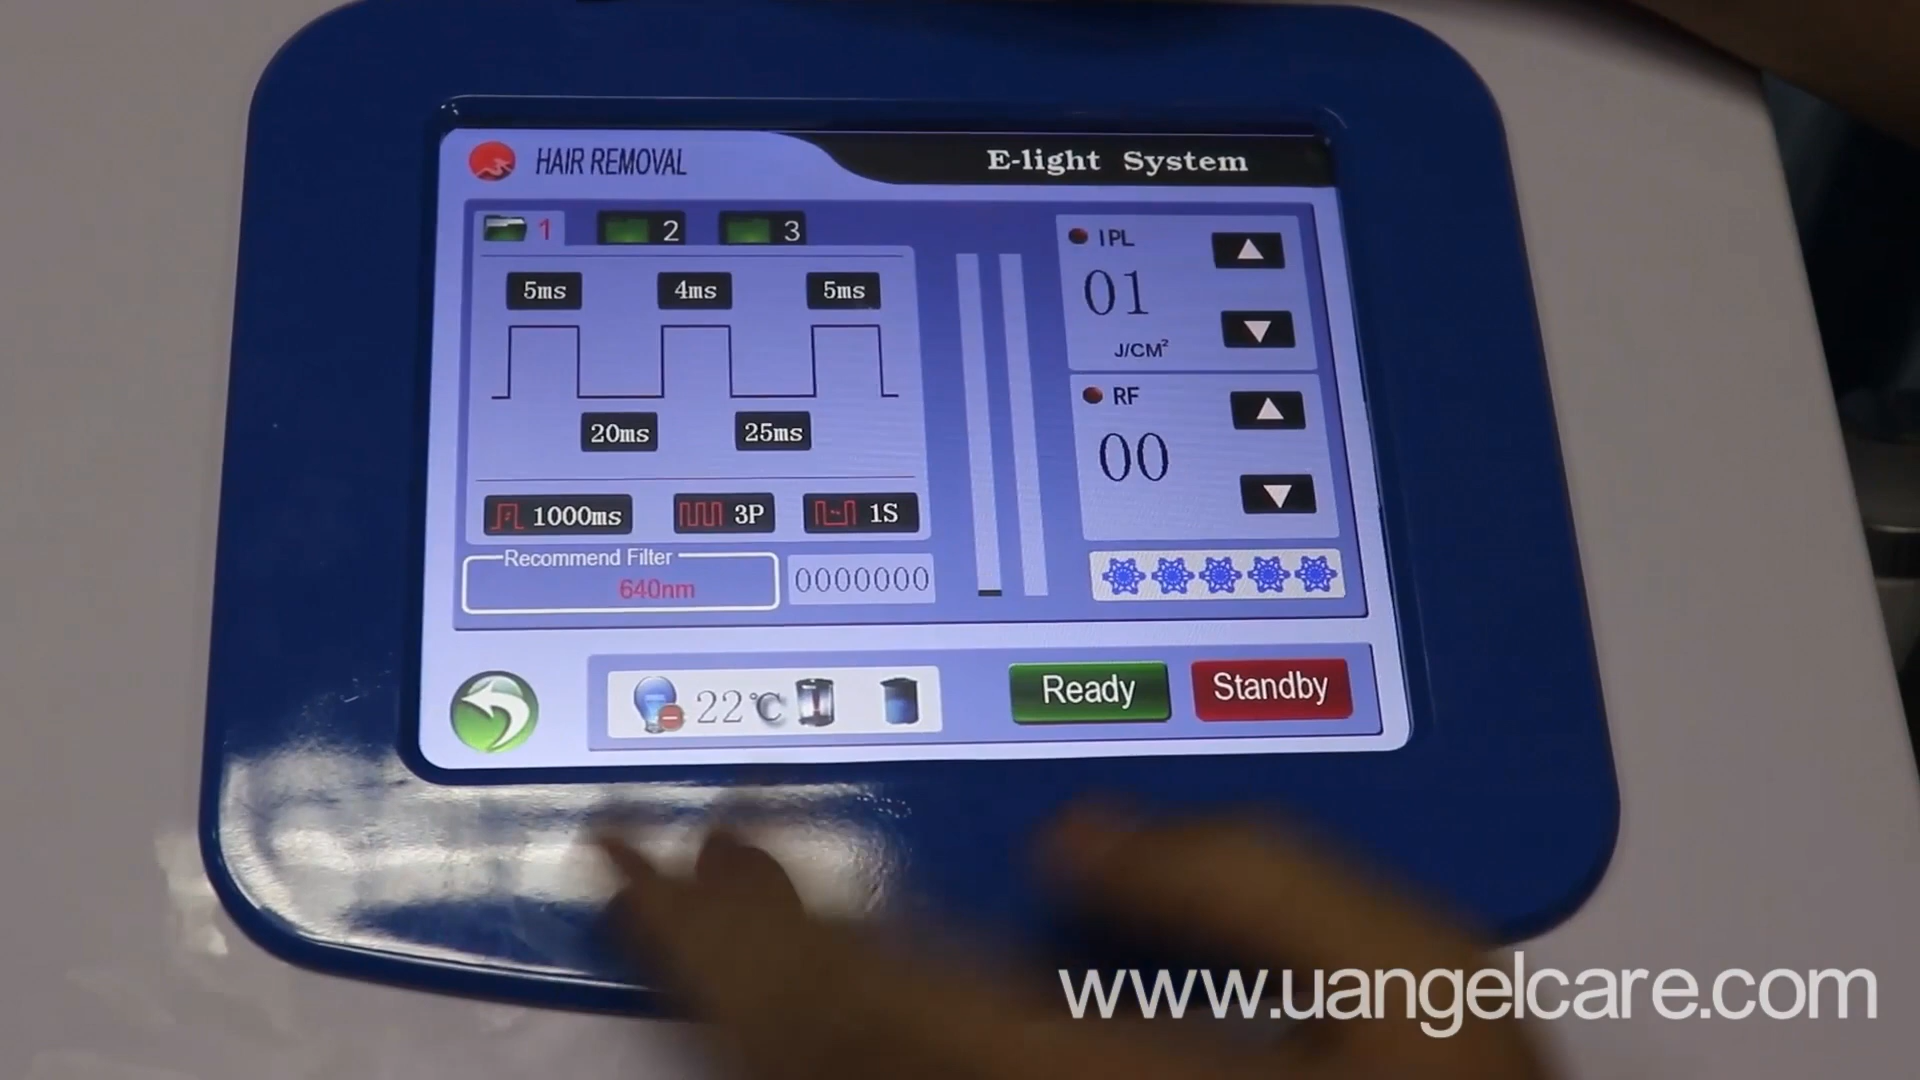 HAIR REMOVAL
E-light System
1 2 3
5ms 4ms 5ms
20ms 25ms
1000ms 3P 1S
Recommend Filter
640nm
0000000
IPL
01
J/CM²
RF
00
22℃
Ready
Standby
www.uangelcare.com